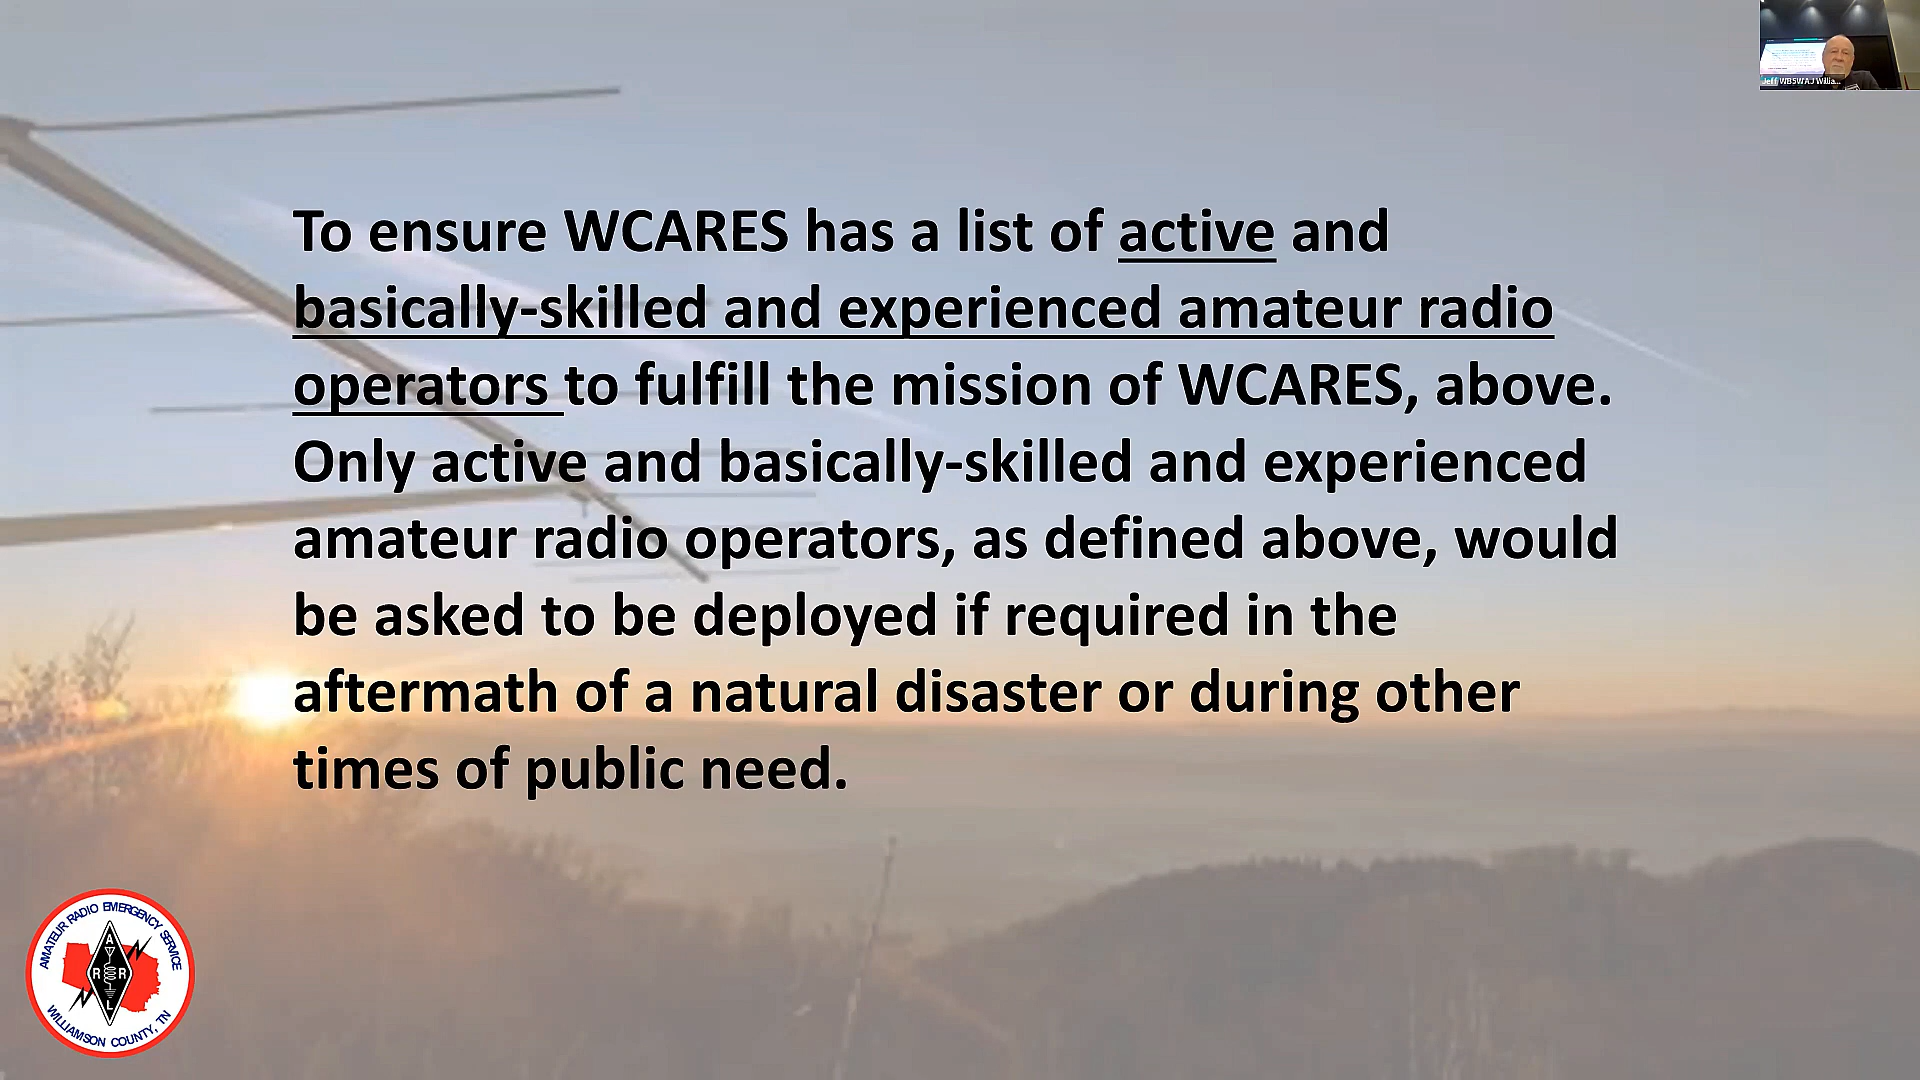 Jeff WB5WAJ Willia...
To ensure WCARES has a list of active and
basically-skilled and experienced amateur radio
operators to fulfill the mission of WCARES, above.
Only active and basically-skilled and experienced
amateur radio operators, as defined above, would
be asked to be deployed if required in the
aftermath of a natural disaster or during other
times of public need.
AMATEUR RADIO EMERGENCY SERVICE
A
R R
L
WILLIAMSON COUNTY, TN